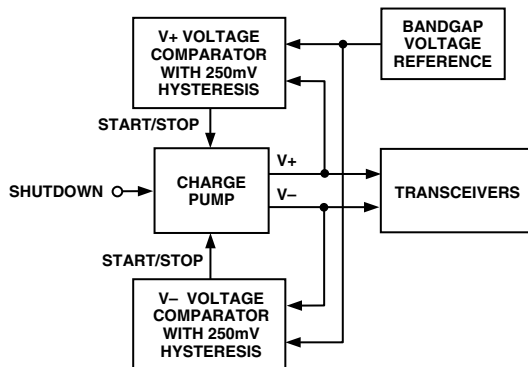 V+ VOLTAGE
COMPARATOR
WITH 250mV
HYSTERESIS
BANDGAP
VOLTAGE
REFERENCE
START/STOP
SHUTDOWN
CHARGE
PUMP
V+
V–
TRANSCEIVERS
START/STOP
V– VOLTAGE
COMPARATOR
WITH 250mV
HYSTERESIS